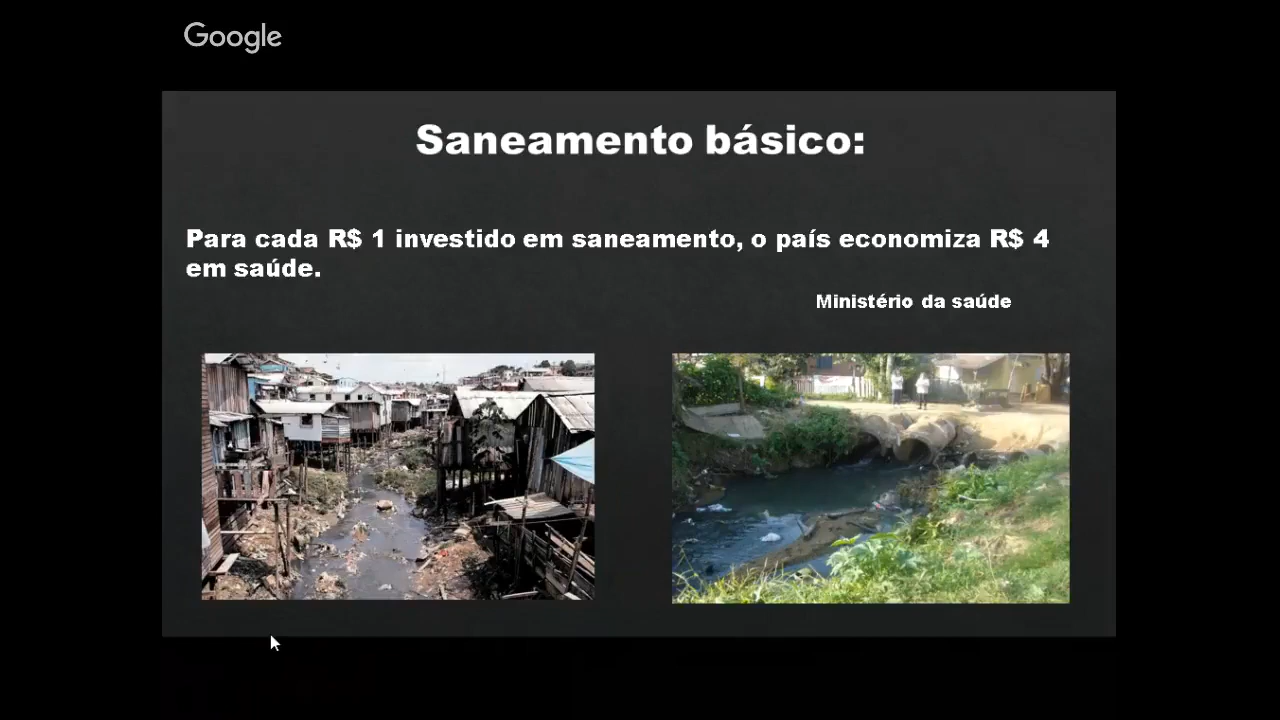 Google
Saneamento básico:
Para cada R$ 1 investido em saneamento, o país economiza R$ 4
em saúde.
Ministério da saúde